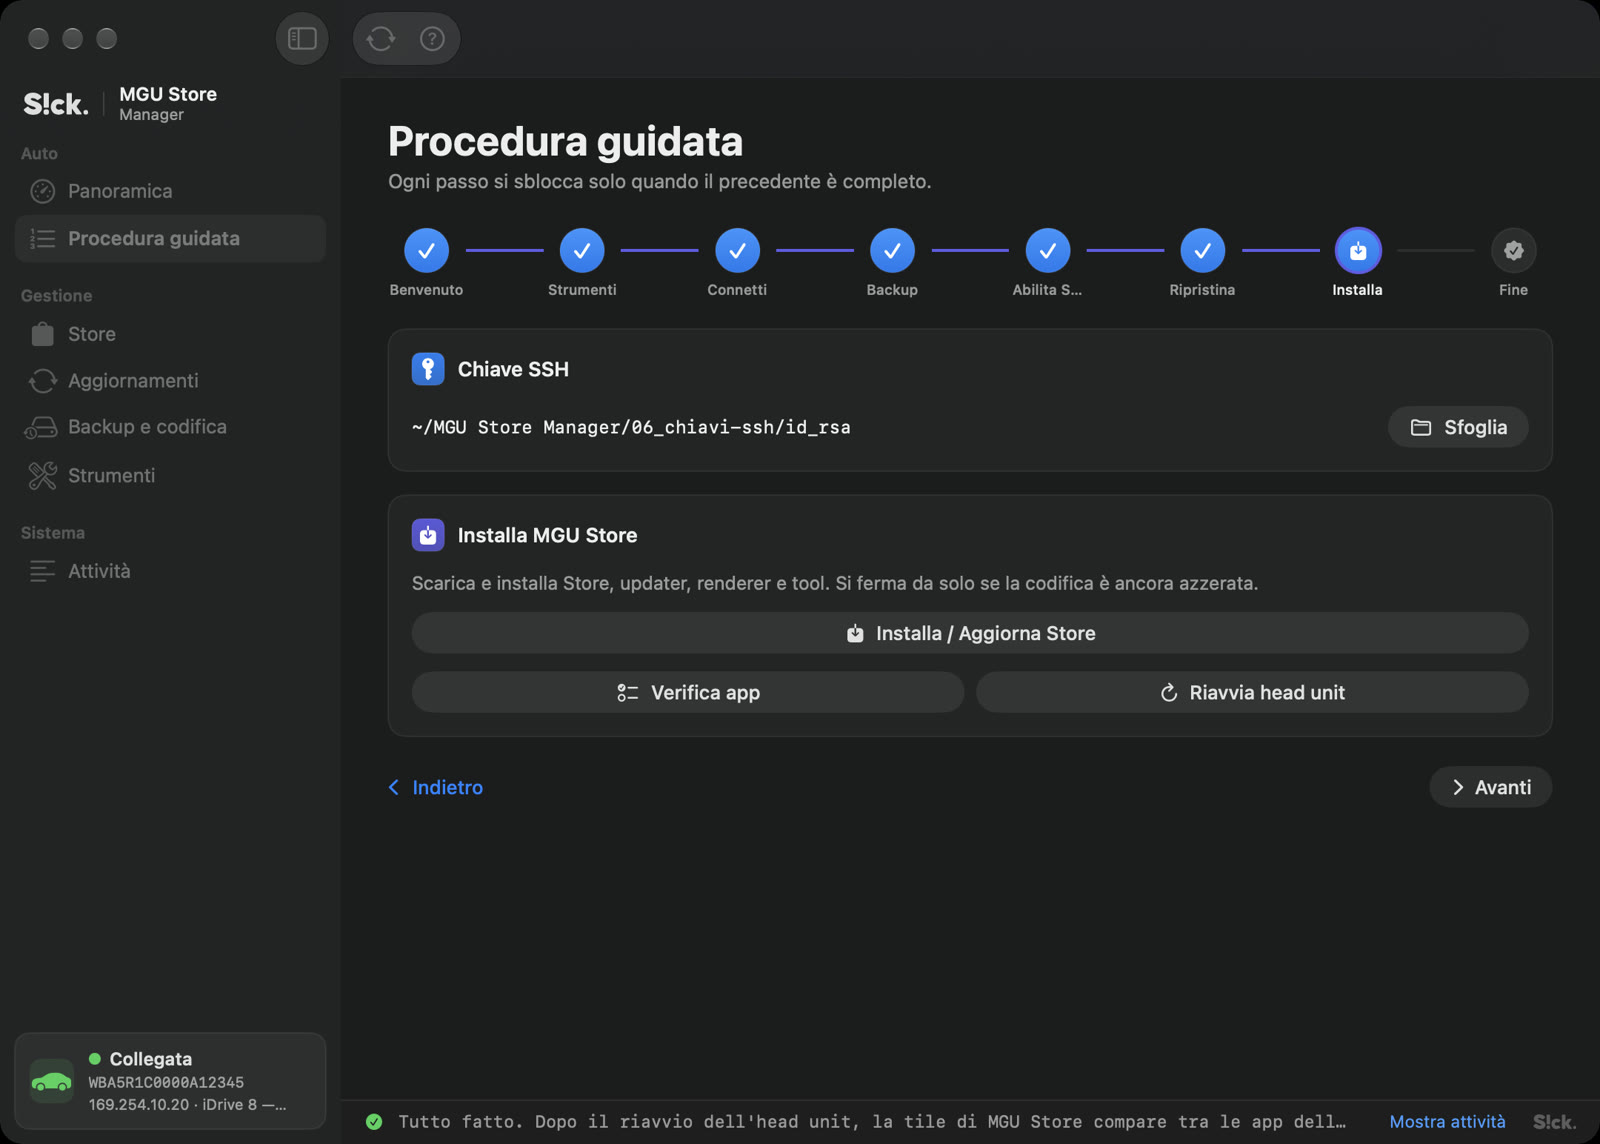 S!ck.
MGU Store
Manager
Auto
Panoramica
Procedura guidata
Gestione
Store
Aggiornamenti
Backup e codifica
Strumenti
Sistema
Attività
Collegata
WBA5R1C0000A12345
169.254.10.20 · iDrive 8 —...
Procedura guidata
Ogni passo si sblocca solo quando il precedente è completo.
Benvenuto
Strumenti
Connetti
Backup
Abilita S...
Ripristina
Installa
Fine
Chiave SSH
~/MGU Store Manager/06_chiavi-ssh/id_rsa
Sfoglia
Installa MGU Store
Scarica e installa Store, updater, renderer e tool. Si ferma da solo se la codifica è ancora azzerata.
Installa / Aggiorna Store
Verifica app
Riavvia head unit
Indietro
Avanti
Tutto fatto. Dopo il riavvio dell'head unit, la tile di MGU Store compare tra le app dell…
Mostra attività
S!ck.